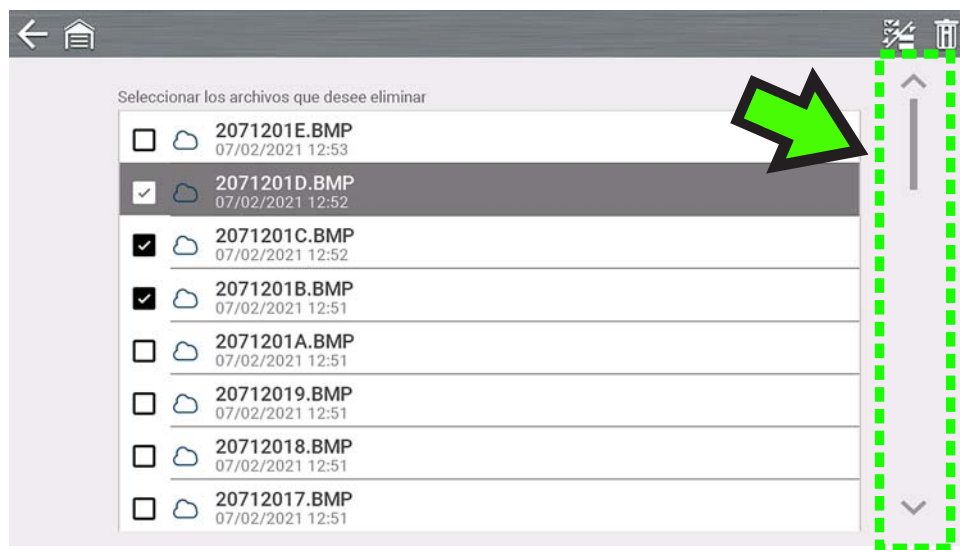 Seleccionar los archivos que desee eliminar
2071201E.BMP
07/02/2021 12:53
2071201D.BMP
07/02/2021 12:52
2071201C.BMP
07/02/2021 12:52
2071201B.BMP
07/02/2021 12:51
2071201A.BMP
07/02/2021 12:51
20712019.BMP
07/02/2021 12:51
20712018.BMP
07/02/2021 12:51
20712017.BMP
07/02/2021 12:51